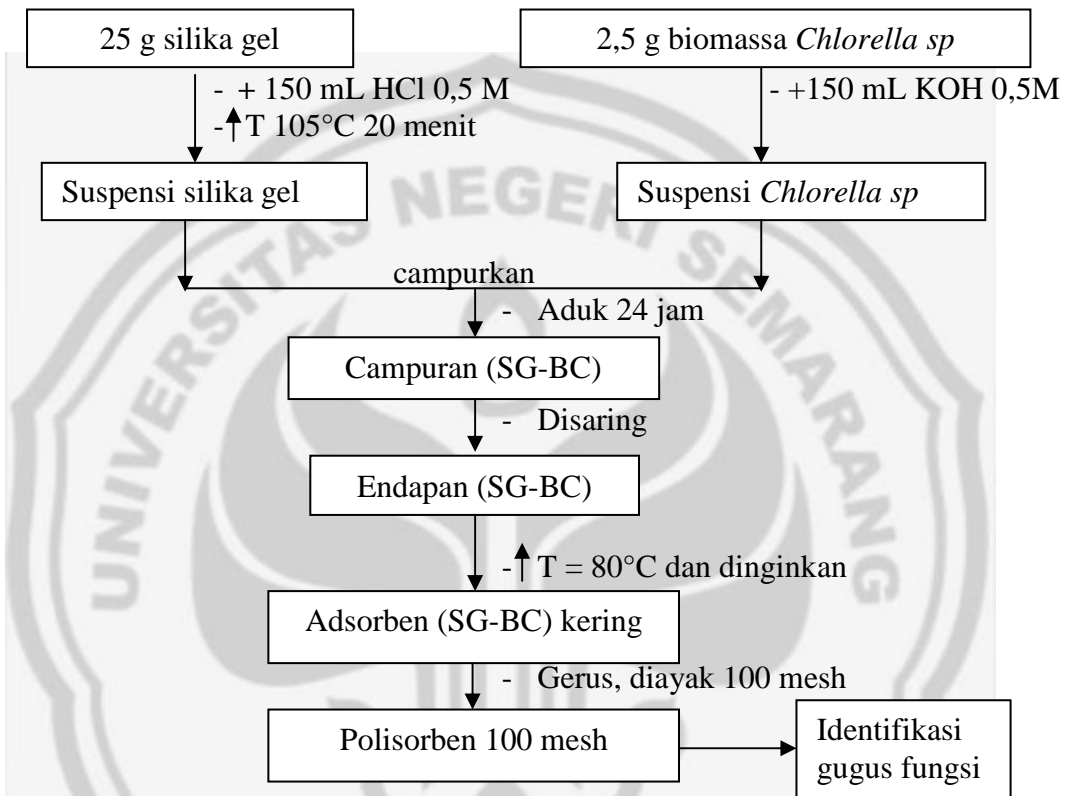 25 g silika gel
2,5 g biomassa Chlorella sp
- + 150 mL HCl 0,5 M
-↑T 105°C 20 menit
- +150 mL KOH 0,5M
Suspensi silika gel
Suspensi Chlorella sp
campurkan
- Aduk 24 jam
Campuran (SG-BC)
- Disaring
Endapan (SG-BC)
-↑ T = 80°C dan dinginkan
Adsorben (SG-BC) kering
- Gerus, diayak 100 mesh
Polisorben 100 mesh
Identifikasi
gugus fungsi
UNIVERSITAS NEGERI SEMARANG